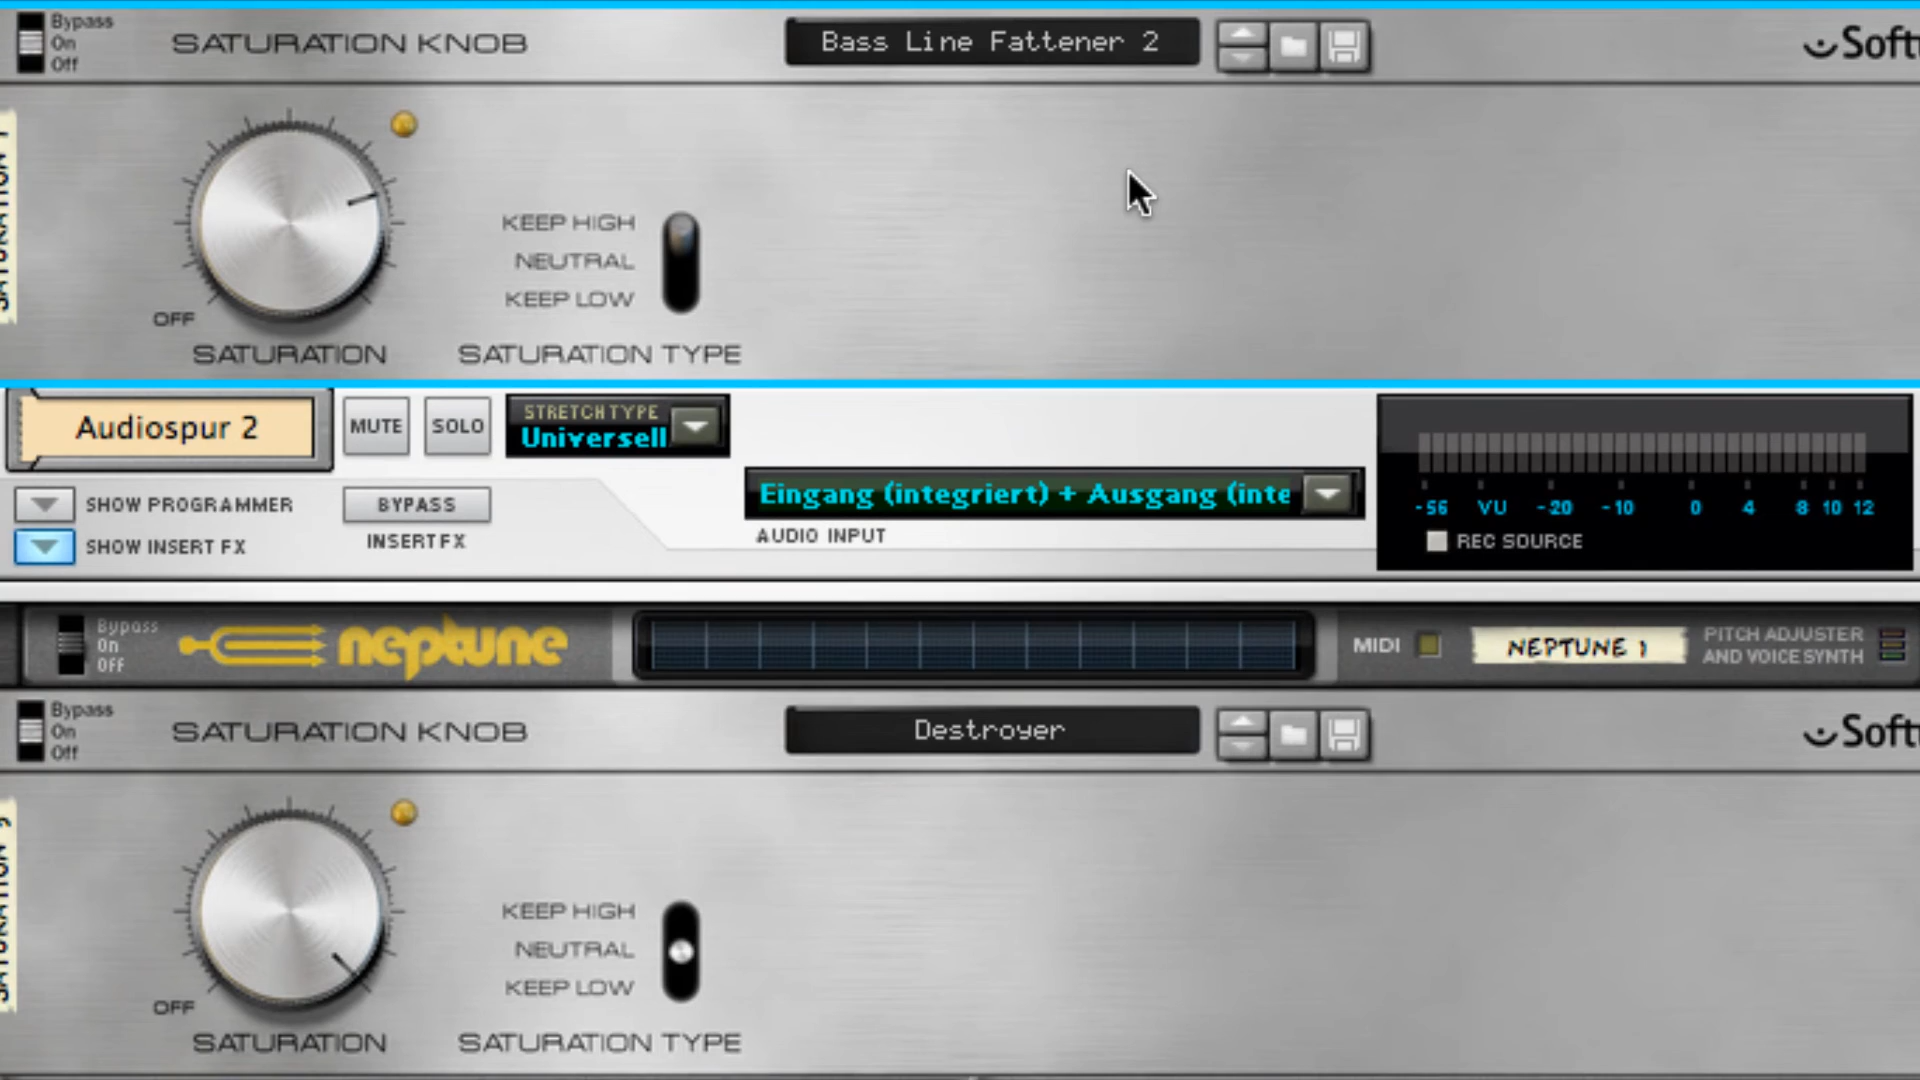 Bypass
On
Off
SATURATION KNOB
Bass Line Fattener 2
Soft
SATURATION 1
KEEP HIGH
NEUTRAL
KEEP LOW
OFF
SATURATION
SATURATION TYPE
Audiospur 2
MUTE
SOLO
STRETCH TYPE
Universell
SHOW PROGRAMMER
SHOW INSERT FX
BYPASS
INSERT FX
Eingang (integriert) + Ausgang (inte
AUDIO INPUT
-56 VU -20 -10 0 4 8 10 12
REC SOURCE
Bypass
On
Off
neptune
MIDI
NEPTUNE 1
PITCH ADJUSTER
AND VOICE SYNTH
Bypass
On
Off
SATURATION KNOB
Destroyer
Soft
SATURATION
KEEP HIGH
NEUTRAL
KEEP LOW
OFF
SATURATION
SATURATION TYPE